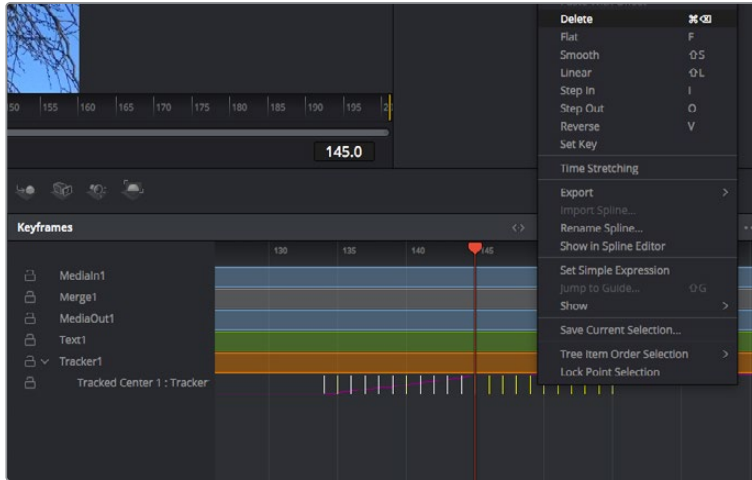 Delete ⌘⌫
Flat F
Smooth ⇧S
Linear ⇧L
Step In I
Step Out O
Reverse V
Set Key
Time Stretching
Export >
Import Spline...
Rename Spline...
Show in Spline Editor
Set Simple Expression
Jump to Guide... ⇧G
Show >
Save Current Selection...
Tree Item Order Selection >
Lock Point Selection
50 155 160 165 170 175 180 185 190 195
145.0
Keyframes
130 135 140 145
MediaIn1
Merge1
MediaOut1
Text1
Tracker1
Tracked Center 1 : Tracker